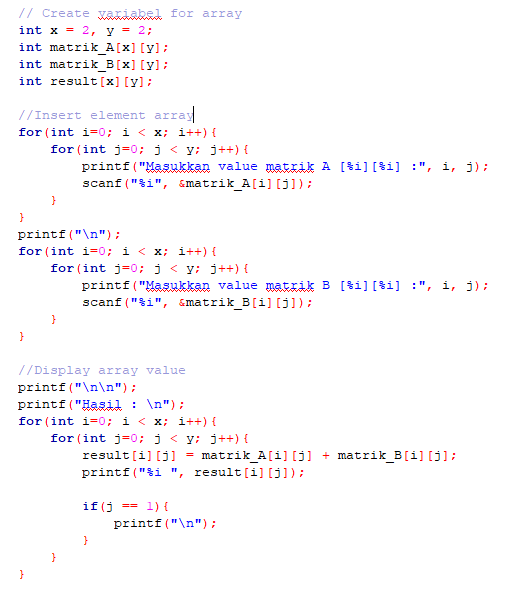 // Create variabel for array
int x = 2, y = 2;
int matrik_A[x][y];
int matrik_B[x][y];
int result[x][y];

//Insert element array
for(int i=0; i < x; i++){
    for(int j=0; j < y; j++){
        printf("Masukkan value matrik A [%i][%i] :", i, j);
        scanf("%i", &matrik_A[i][j]);
    }
}
printf("\n");
for(int i=0; i < x; i++){
    for(int j=0; j < y; j++){
        printf("Masukkan value matrik B [%i][%i] :", i, j);
        scanf("%i", &matrik_B[i][j]);
    }
}

//Display array value
printf("\n\n");
printf("Hasil : \n");
for(int i=0; i < x; i++){
    for(int j=0; j < y; j++){
        result[i][j] = matrik_A[i][j] + matrik_B[i][j];
        printf("%i ", result[i][j]);

        if(j == 1){
            printf("\n");
        }
    }
}